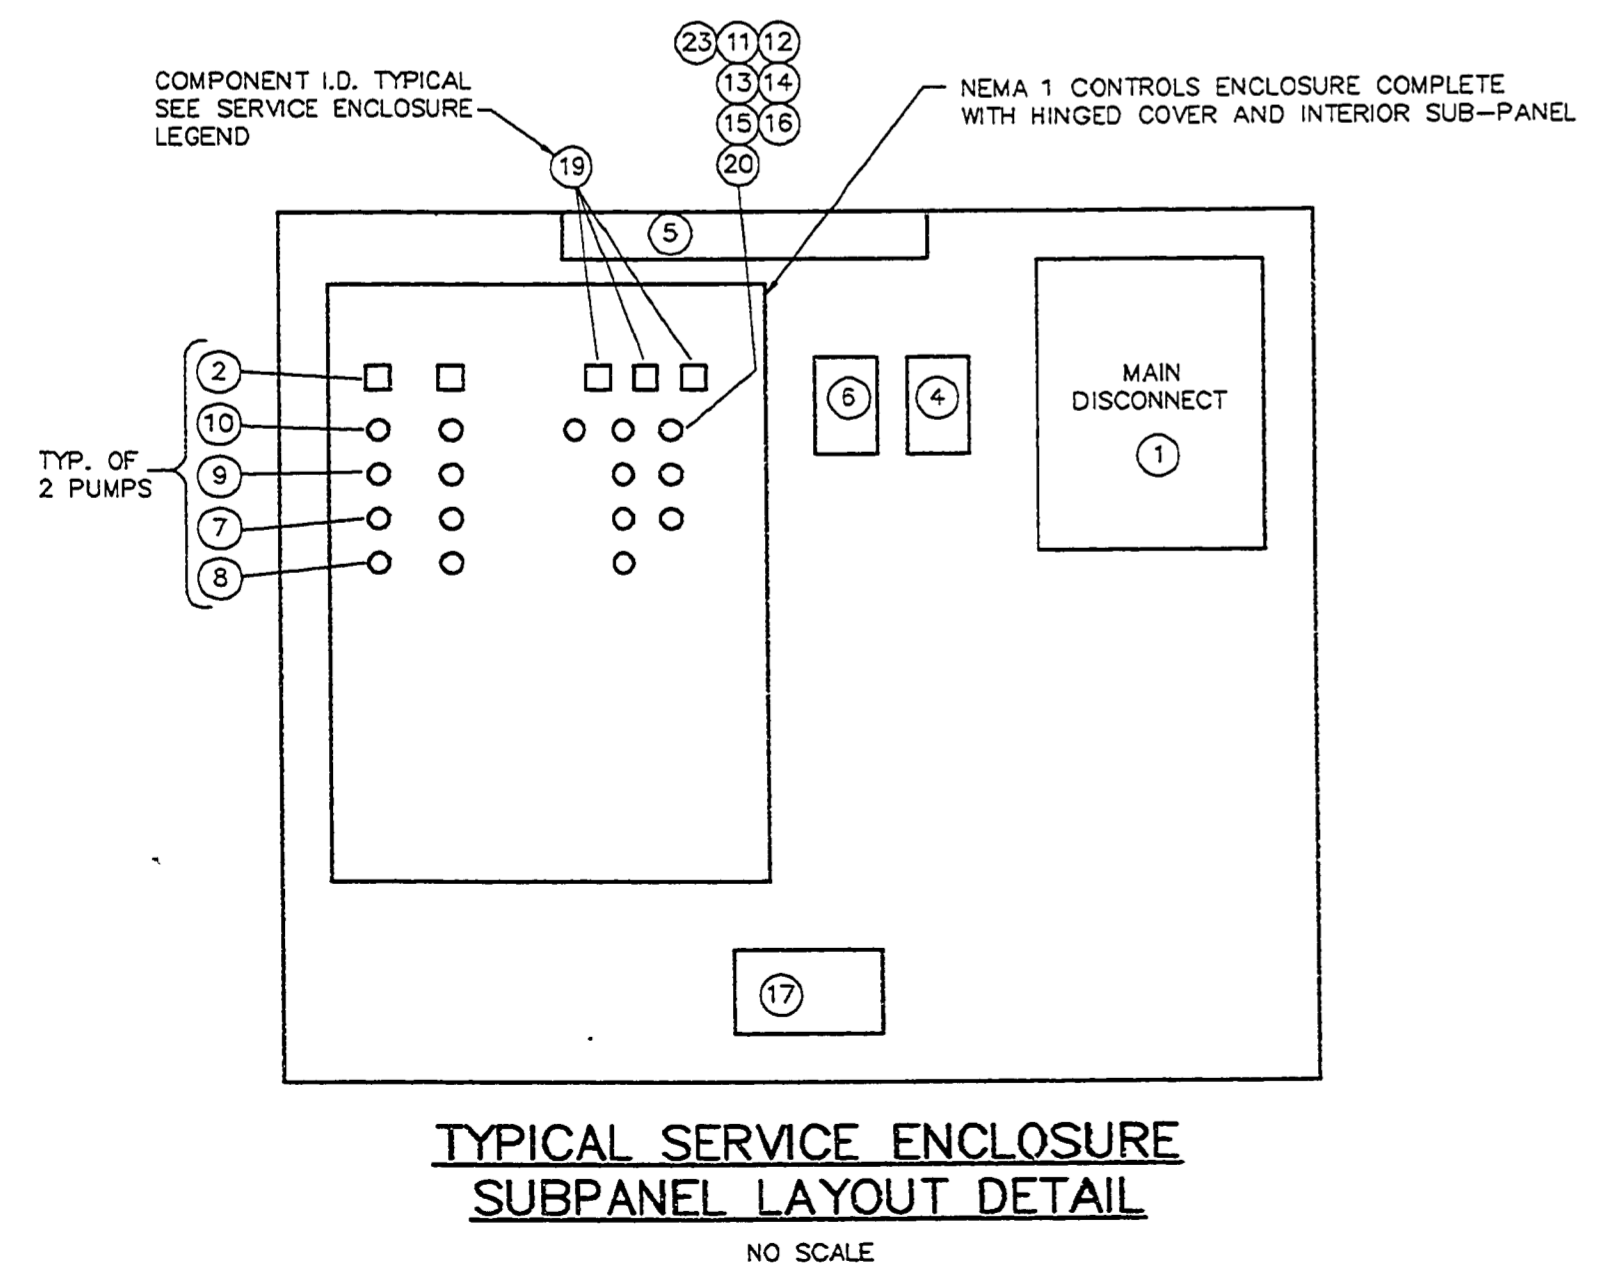 23 11 12
13 14
15 16
20
COMPONENT I.D. TYPICAL
SEE SERVICE ENCLOSURE
LEGEND
19
NEMA 1 CONTROLS ENCLOSURE COMPLETE
WITH HINGED COVER AND INTERIOR SUB-PANEL
5
2
10
9
7
8
TYP. OF
2 PUMPS
6
4
MAIN
DISCONNECT
1
17
TYPICAL SERVICE ENCLOSURE
SUBPANEL LAYOUT DETAIL
NO SCALE